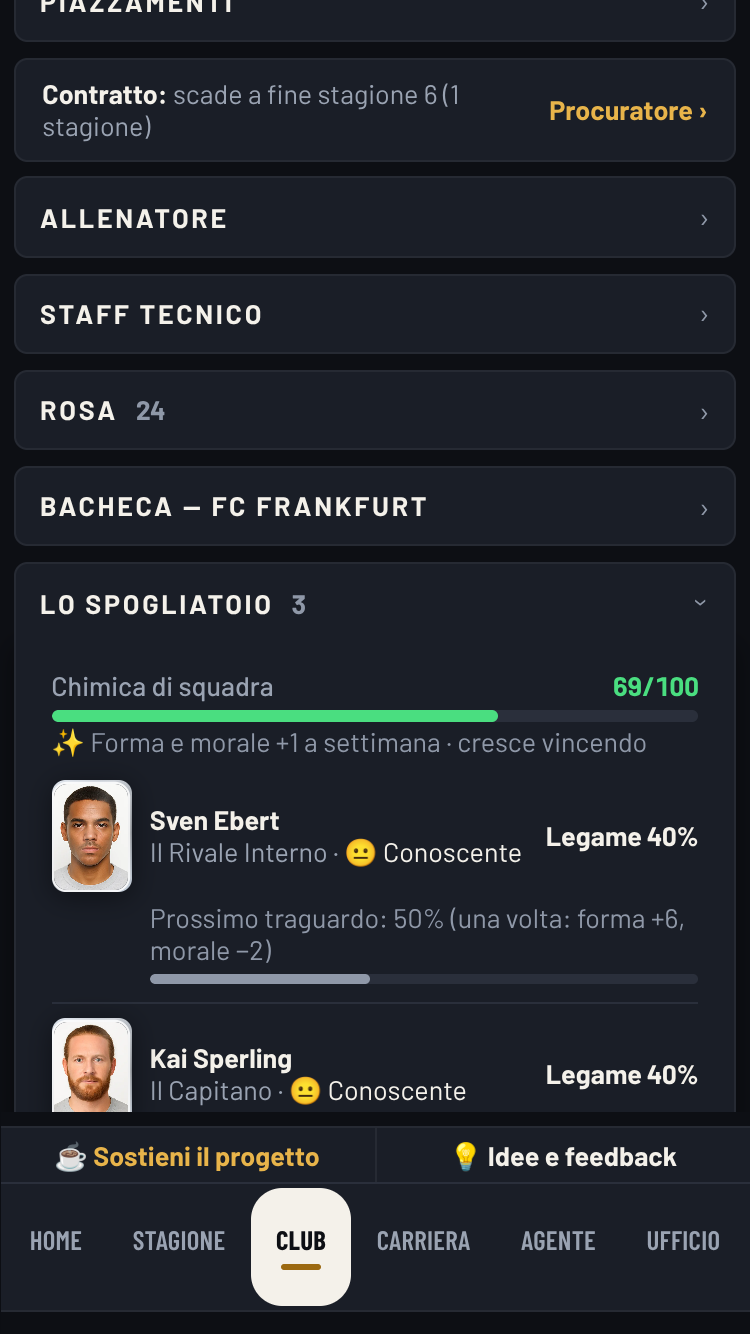 PIAZZAMENTI
Contratto: scade a fine stagione 6 (1
stagione)
Procuratore ›
ALLENATORE
STAFF TECNICO
ROSA 24
BACHECA — FC FRANKFURT
LO SPOGLIATOIO 3
Chimica di squadra 69/100
✨ Forma e morale +1 a settimana · cresce vincendo
Sven Ebert
Il Rivale Interno · 😐 Conoscente
Legame 40%
Prossimo traguardo: 50% (una volta: forma +6,
morale −2)
Kai Sperling
Il Capitano · 😐 Conoscente
Legame 40%
☕ Sostieni il progetto
💡 Idee e feedback
HOME STAGIONE CLUB CARRIERA AGENTE UFFICIO